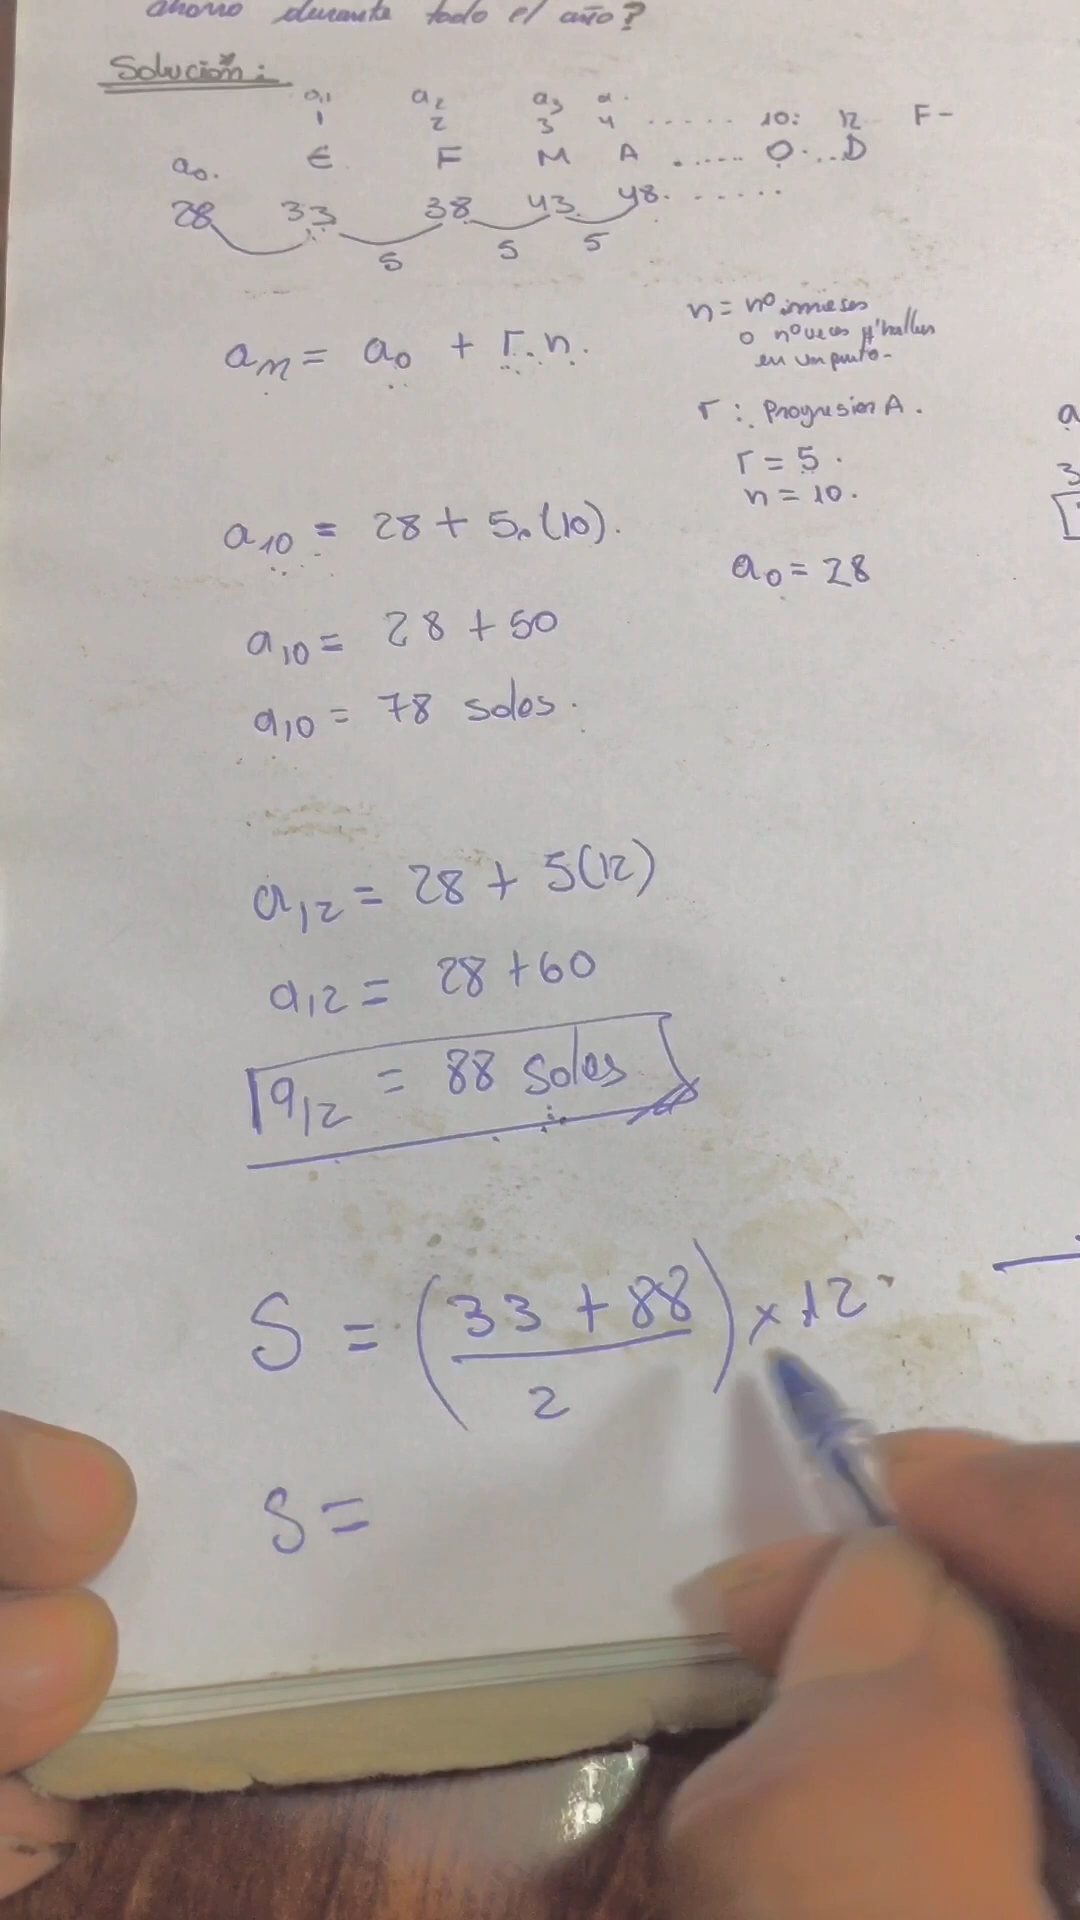 ahorro durante todo el año?
Solución:
a1 a2 a3 a.
1 2 3 4 ...... 10: 12 F-
a0. E F M A ...... O...D
28 33 38 43 48.......
5 5 5
n = nº
o nº veces
en un punto-
an = a0 + r.n.
r: Progresion A.
r = 5.
n = 10.
a0 = 28
a10 = 28 + 5.(10).
a10 = 28 + 50
a10 = 78 soles.
a12 = 28 + 5(12)
a12 = 28 + 60
a12 = 88 soles
S = (33 + 88 / 2) x 12
S =
a
3